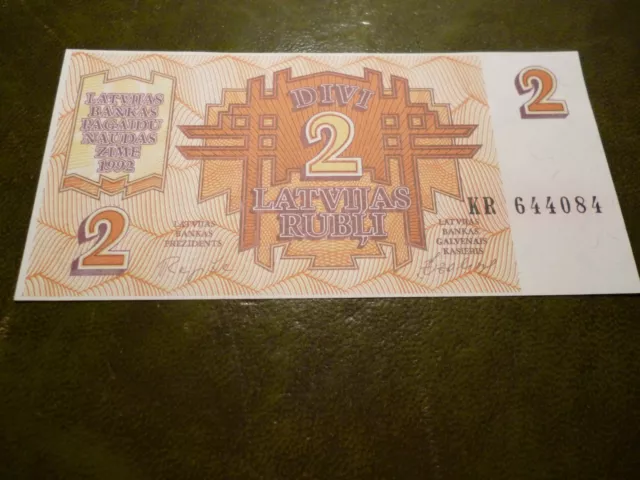 LATVIJAS
BANKAS
PAGAIDU
NAUDAS
ZĪME
1992
2
DIVI
2
LATVIJAS
RUBĻI
2
LATVIJAS
BANKAS
PREZIDENTS
LATVIJAS
BANKAS
GALVENAIS
KASIERIS
KR 644084